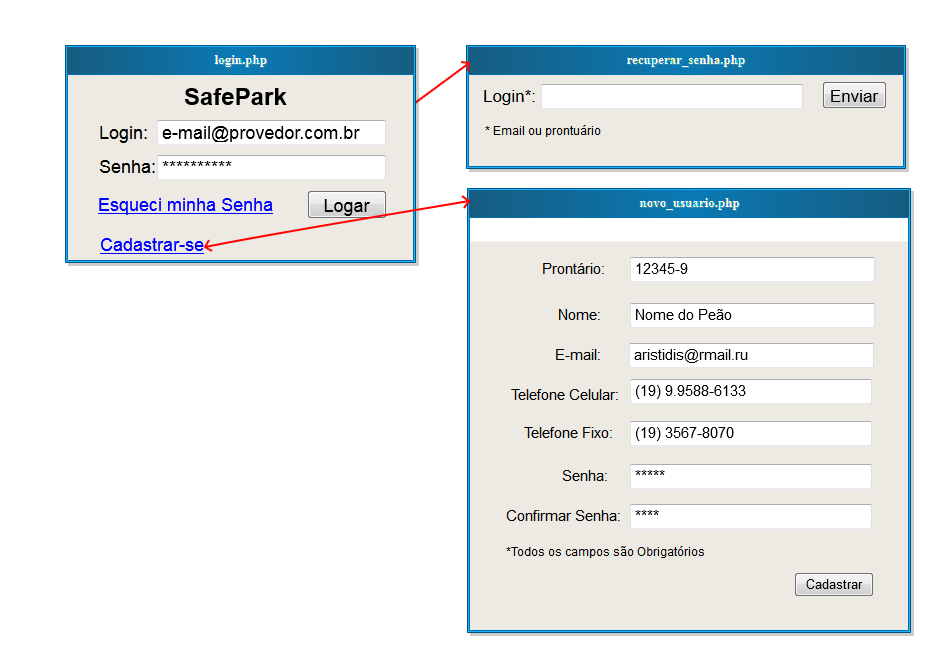 login.php
SafePark
Login: e-mail@provedor.com.br
Senha: **********
Esqueci minha Senha Logar
Cadastrar-se
recuperar_senha.php
Login*: Enviar
* Email ou prontuário
novo_usuario.php
Prontário: 12345-9
Nome: Nome do Peão
E-mail: aristidis@rmail.ru
Telefone Celular: (19) 9.9588-6133
Telefone Fixo: (19) 3567-8070
Senha: *****
Confirmar Senha: ****
*Todos os campos são Obrigatórios
Cadastrar